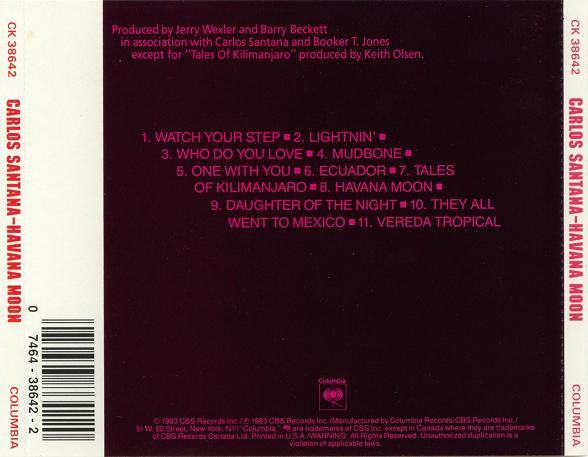 CK 38642
CARLOS SANTANA–HAVANA MOON
COLUMBIA
0 7464-38642-2
Produced by Jerry Wexler and Barry Beckett
in association with Carlos Santana and Booker T. Jones
except for "Tales Of Kilimanjaro" produced by Keith Olsen.
1. WATCH YOUR STEP ■ 2. LIGHTNIN' ■
3. WHO DO YOU LOVE ■ 4. MUDBONE ■
5. ONE WITH YOU ■ 6. ECUADOR ■ 7. TALES
OF KILIMANJARO ■ 8. HAVANA MOON ■
9. DAUGHTER OF THE NIGHT ■ 10. THEY ALL
WENT TO MEXICO ■ 11. VEREDA TROPICAL
Columbia
© 1983 CBS Records Inc./℗ 1983 CBS Records Inc./Manufactured by Columbia Records/CBS Records Inc./
51 W. 52 Street, New York, NY/"Columbia," are trademarks of CBS Inc. except in Canada where they are trademarks
of CBS Records Canada Ltd. Printed in U.S.A./WARNING: All Rights Reserved. Unauthorized duplication is a
violation of applicable laws.
CK 38642
CARLOS SANTANA–HAVANA MOON
COLUMBIA